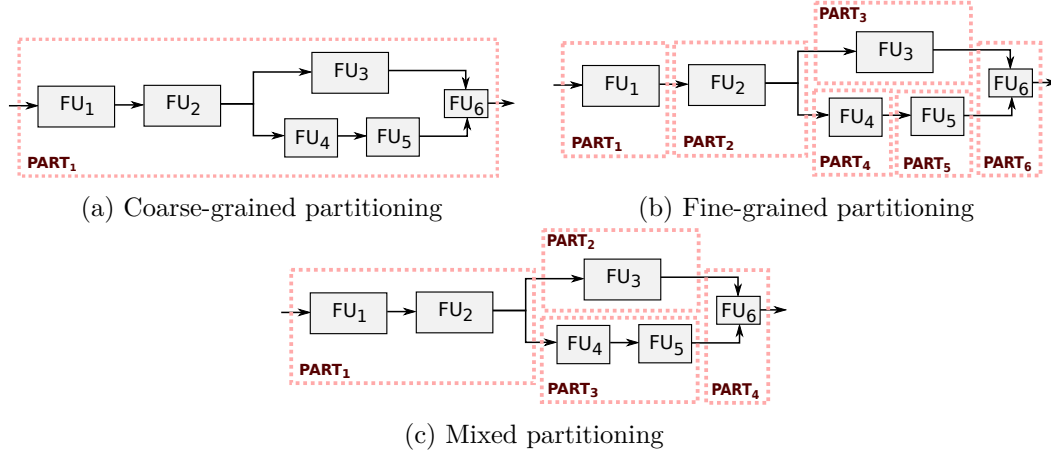 FU1 FU2 FU3 FU4 FU5 FU6
PART1
(a) Coarse-grained partitioning
PART3
FU3
FU1 FU2 FU6
FU4 FU5
PART1 PART2 PART4 PART5 PART6
(b) Fine-grained partitioning
PART2
FU3
FU1 FU2 FU6
FU4 FU5
PART1 PART3 PART4
(c) Mixed partitioning